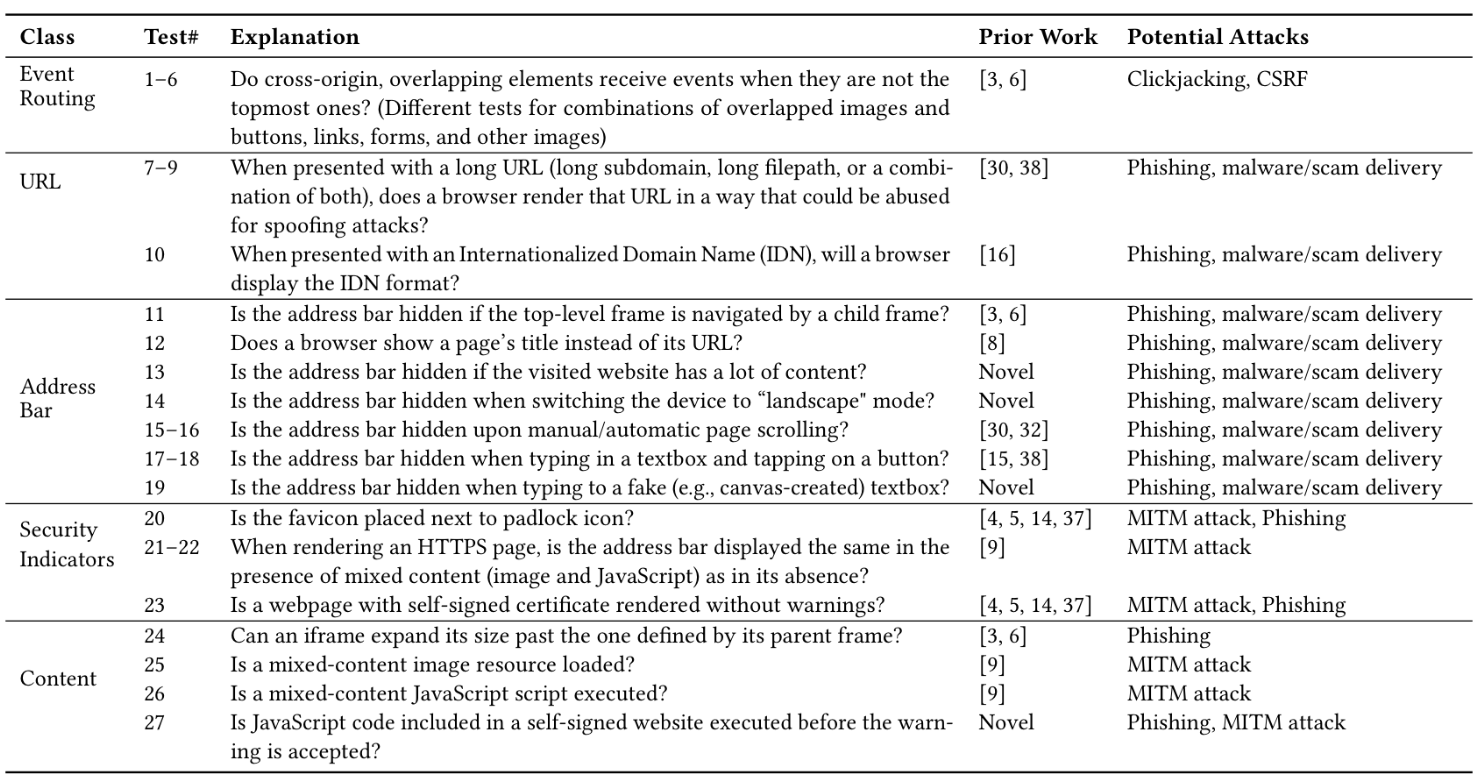 Class Test# Explanation Prior Work Potential Attacks
Event Routing 1–6 Do cross-origin, overlapping elements receive events when they are not the [3, 6] Clickjacking, CSRF
topmost ones? (Different tests for combinations of overlapped images and
buttons, links, forms, and other images)
URL 7–9 When presented with a long URL (long subdomain, long filepath, or a combi- [30, 38] Phishing, malware/scam delivery
nation of both), does a browser render that URL in a way that could be abused
for spoofing attacks?
10 When presented with an Internationalized Domain Name (IDN), will a browser [16] Phishing, malware/scam delivery
display the IDN format?
Address Bar 11 Is the address bar hidden if the top-level frame is navigated by a child frame? [3, 6] Phishing, malware/scam delivery
12 Does a browser show a page's title instead of its URL? [8] Phishing, malware/scam delivery
13 Is the address bar hidden if the visited website has a lot of content? Novel Phishing, malware/scam delivery
14 Is the address bar hidden when switching the device to “landscape" mode? Novel Phishing, malware/scam delivery
15–16 Is the address bar hidden upon manual/automatic page scrolling? [30, 32] Phishing, malware/scam delivery
17–18 Is the address bar hidden when typing in a textbox and tapping on a button? [15, 38] Phishing, malware/scam delivery
19 Is the address bar hidden when typing to a fake (e.g., canvas-created) textbox? Novel Phishing, malware/scam delivery
Security Indicators 20 Is the favicon placed next to padlock icon? [4, 5, 14, 37] MITM attack, Phishing
21–22 When rendering an HTTPS page, is the address bar displayed the same in the [9] MITM attack
presence of mixed content (image and JavaScript) as in its absence?
23 Is a webpage with self-signed certificate rendered without warnings? [4, 5, 14, 37] MITM attack, Phishing
Content 24 Can an iframe expand its size past the one defined by its parent frame? [3, 6] Phishing
25 Is a mixed-content image resource loaded? [9] MITM attack
26 Is a mixed-content JavaScript script executed? [9] MITM attack
27 Is JavaScript code included in a self-signed website executed before the warn- Novel Phishing, MITM attack
ing is accepted?